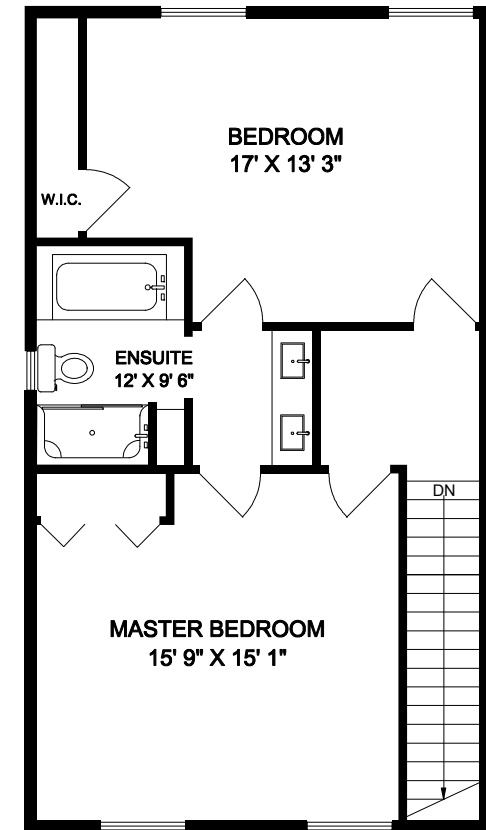 BEDROOM
17' X 13' 3"
W.I.C.
ENSUITE
12' X 9' 6"
DN
MASTER BEDROOM
15' 9" X 15' 1"